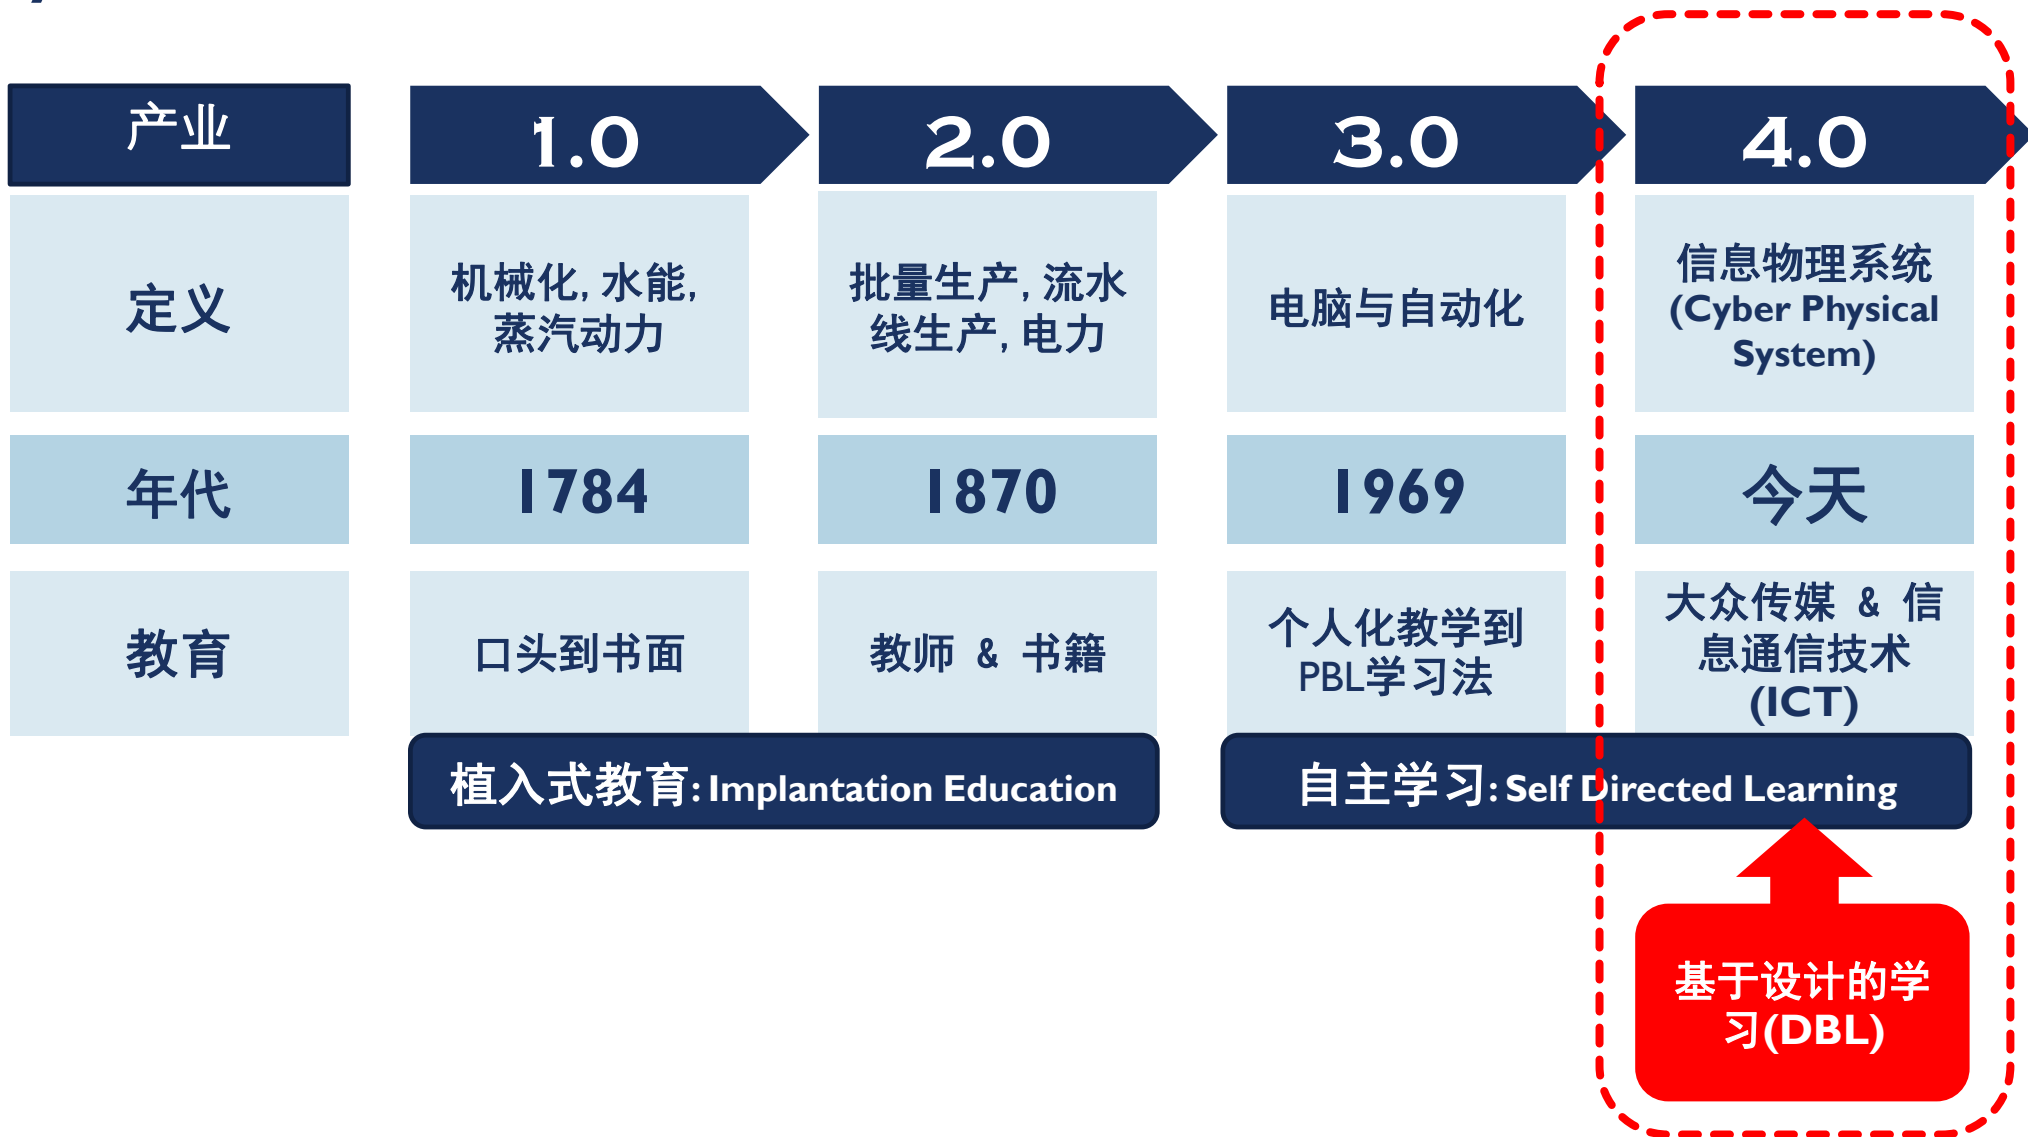 产业
1.0
2.0
3.0
4.0
定义
机械化, 水能,
蒸汽动力
批量生产, 流水
线生产, 电力
电脑与自动化
信息物理系统
(Cyber Physical
System)
年代
1784
1870
1969
今天
教育
口头到书面
教师 & 书籍
个人化教学到
PBL学习法
大众传媒 & 信
息通信技术
(ICT)
植入式教育: Implantation Education
自主学习: Self Directed Learning
基于设计的学
习(DBL)